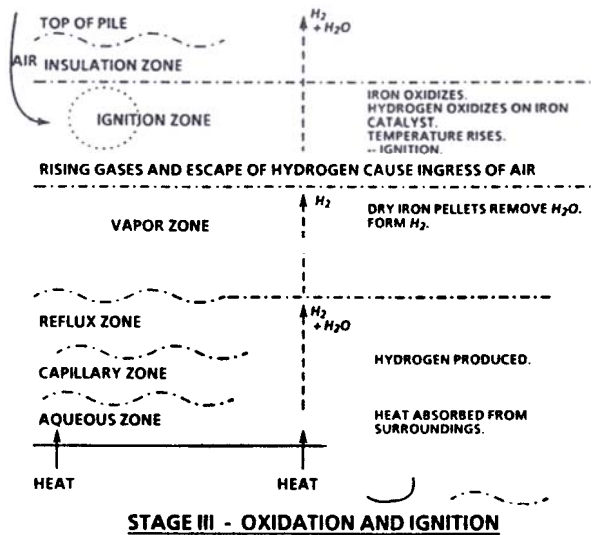 TOP OF PILE
H2
+ H2O
AIR INSULATION ZONE
IGNITION ZONE
IRON OXIDIZES.
HYDROGEN OXIDIZES ON IRON
CATALYST.
TEMPERATURE RISES.
-- IGNITION.
RISING GASES AND ESCAPE OF HYDROGEN CAUSE INGRESS OF AIR
H2
VAPOR ZONE
DRY IRON PELLETS REMOVE H2O.
FORM H2.
REFLUX ZONE
H2
+ H2O
CAPILLARY ZONE
HYDROGEN PRODUCED.
AQUEOUS ZONE
HEAT ABSORBED FROM
SURROUNDINGS.
HEAT
HEAT
STAGE III - OXIDATION AND IGNITION